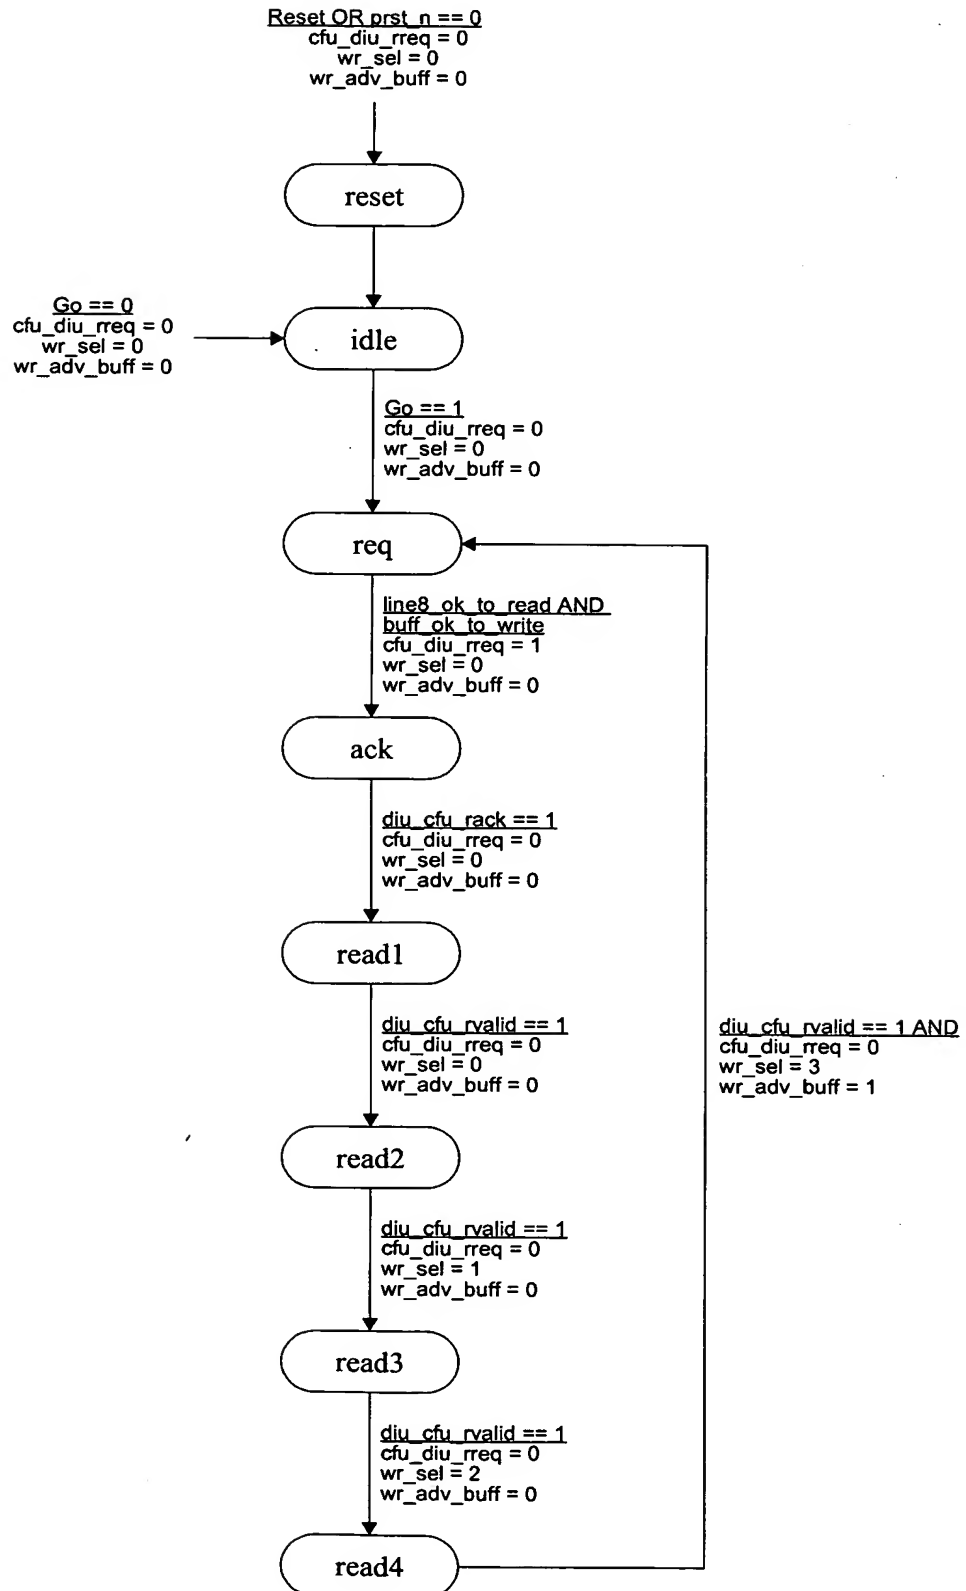 Reset OR prst_n == 0
cfu_diu_rreq = 0
wr_sel = 0
wr_adv_buff = 0
reset
Go == 0
cfu_diu_rreq = 0
wr_sel = 0
wr_adv_buff = 0
idle
Go == 1
cfu_diu_rreq = 0
wr_sel = 0
wr_adv_buff = 0
req
line8_ok_to_read AND
buff_ok_to_write
cfu_diu_rreq = 1
wr_sel = 0
wr_adv_buff = 0
ack
diu_cfu_rack == 1
cfu_diu_rreq = 0
wr_sel = 0
wr_adv_buff = 0
read1
diu_cfu_rvalid == 1
cfu_diu_rreq = 0
wr_sel = 0
wr_adv_buff = 0
diu_cfu_rvalid == 1 AND
cfu_diu_rreq = 0
wr_sel = 3
wr_adv_buff = 1
read2
diu_cfu_rvalid == 1
cfu_diu_rreq = 0
wr_sel = 1
wr_adv_buff = 0
read3
diu_cfu_rvalid == 1
cfu_diu_rreq = 0
wr_sel = 2
wr_adv_buff = 0
read4